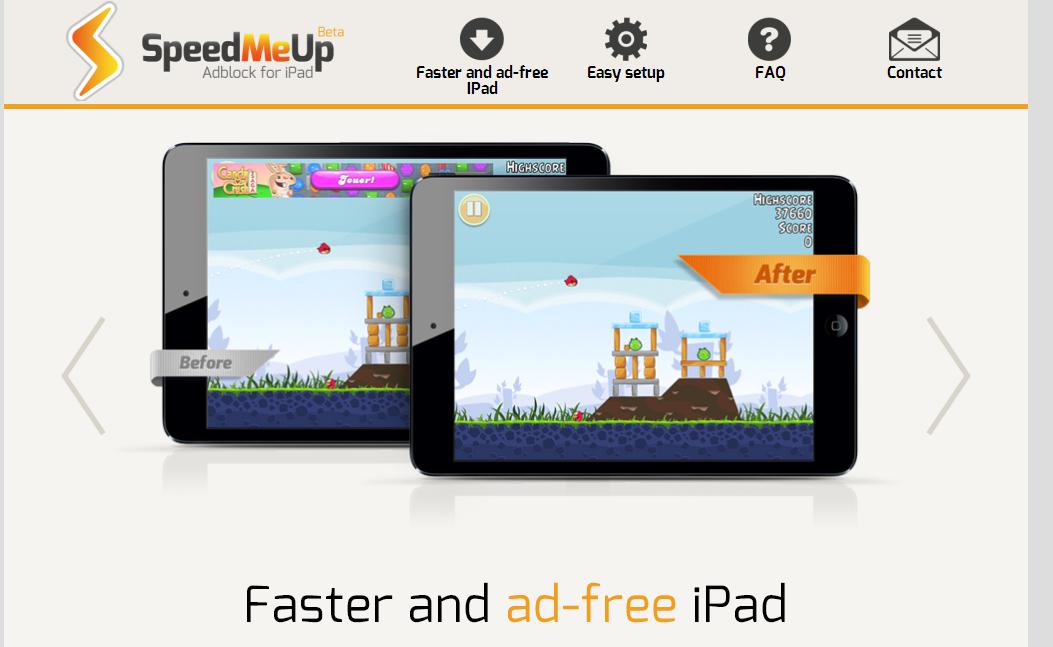 SpeedMeUp
Beta
Adblock for iPad
Faster and ad-free
IPad
Easy setup
FAQ
Contact
Candy
Crush
Jouer!
HIGHSCORE
HIGHSCORE
37660
SCORE
0
After
Before
Faster and ad-free iPad